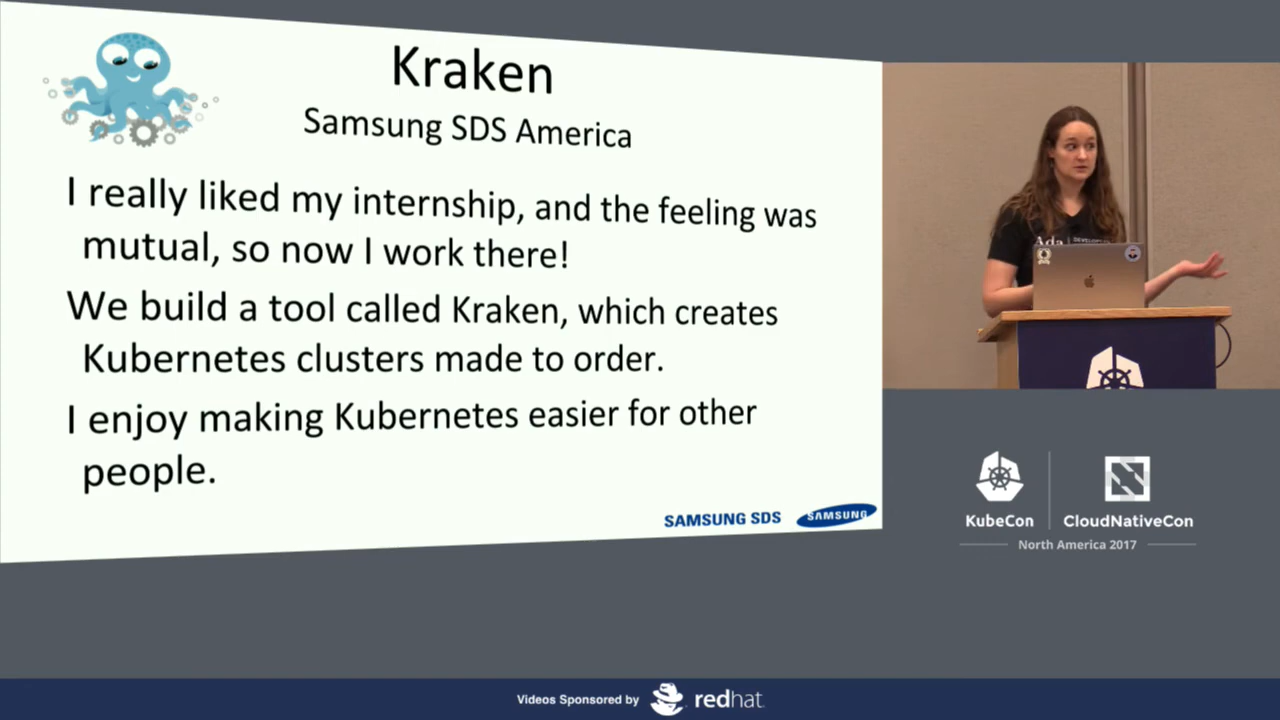 Kraken
Samsung SDS America
I really liked my internship, and the feeling was
mutual, so now I work there!
We build a tool called Kraken, which creates
Kubernetes clusters made to order.
I enjoy making Kubernetes easier for other
people.
SAMSUNG SDS
SAMSUNG
Ada
KubeCon
CloudNativeCon
North America 2017
Videos Sponsored by
redhat